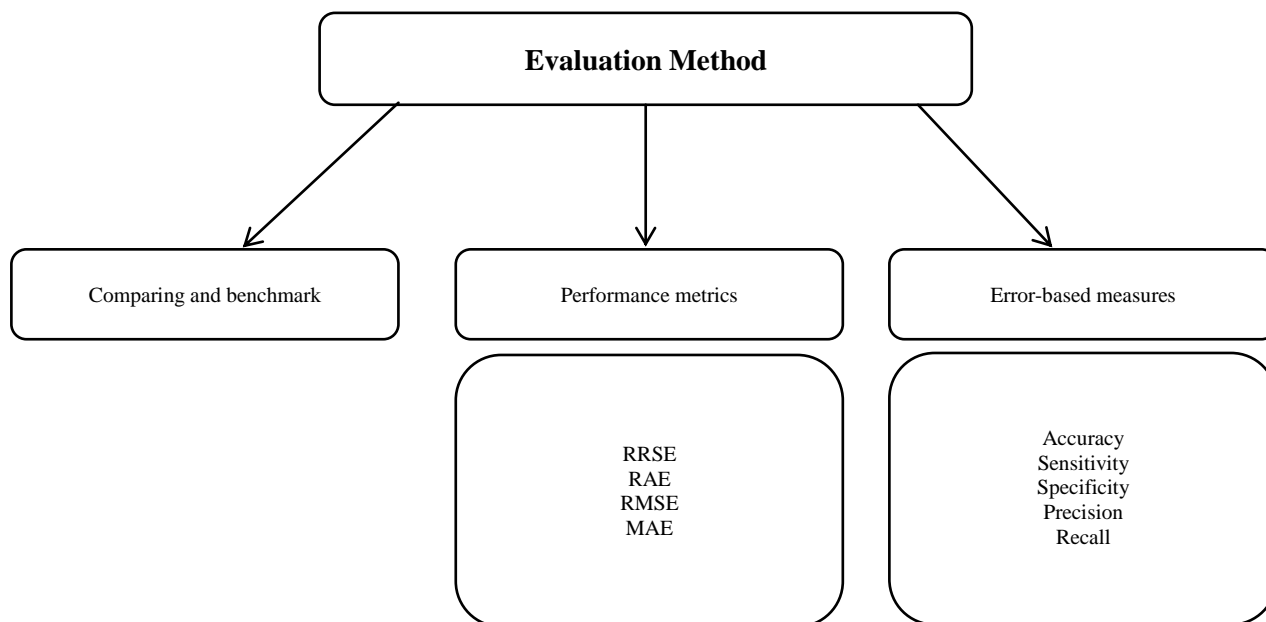 Evaluation Method
Comparing and benchmark
Performance metrics
Error-based measures
RRSE
RAE
RMSE
MAE
Accuracy
Sensitivity
Specificity
Precision
Recall